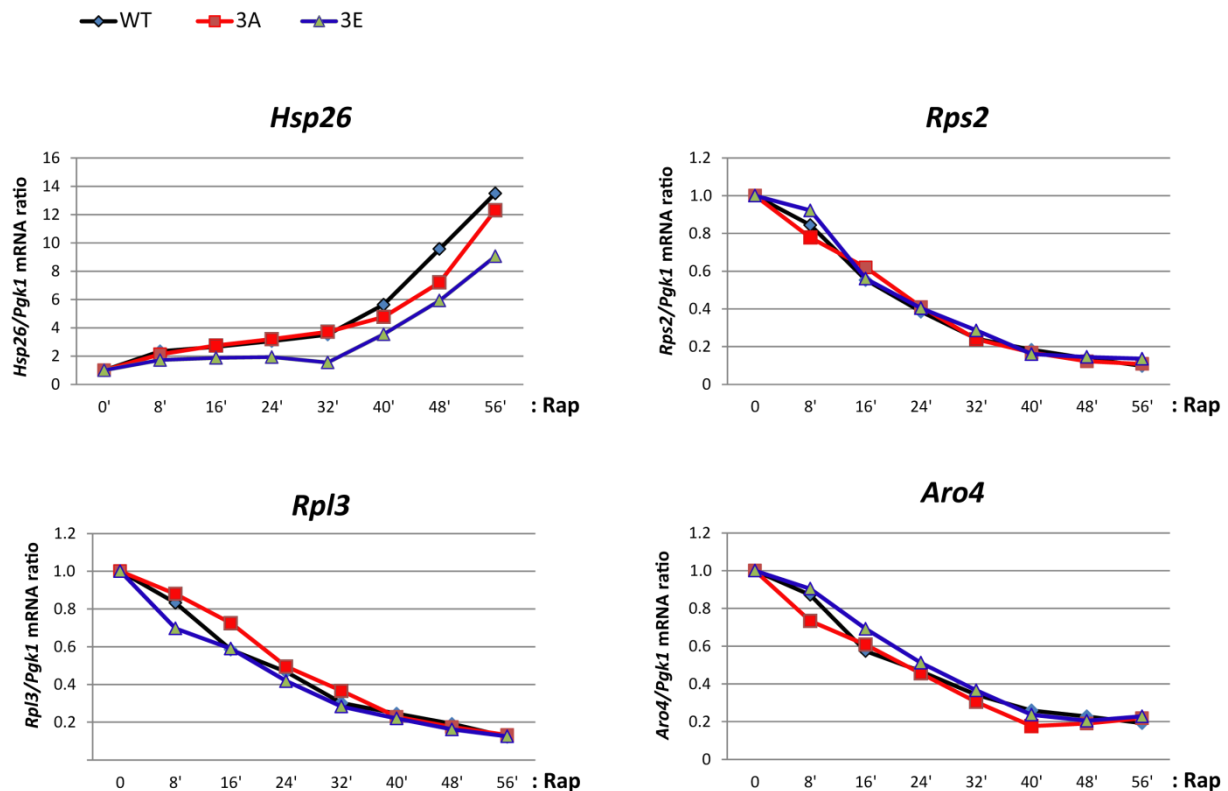 WT 3A 3E
Hsp26
Hsp26/Pgk1 mRNA ratio
16
14
12
10
8
6
4
2
0
0' 8' 16' 24' 32' 40' 48' 56' : Rap
Rps2
Rps2/Pgk1 mRNA ratio
1.2
1.0
0.8
0.6
0.4
0.2
0
0 8' 16' 24' 32' 40' 48' 56' : Rap
Rpl3
Rpl3/Pgk1 mRNA ratio
1.2
1.0
0.8
0.6
0.4
0.2
0 8' 16' 24' 32' 40' 48' 56' : Rap
Aro4
Aro4/Pgk1 mRNA ratio
1.2
1.0
0.8
0.6
0.4
0.2
0
0 8' 16' 24' 32' 40' 48' 56' : Rap